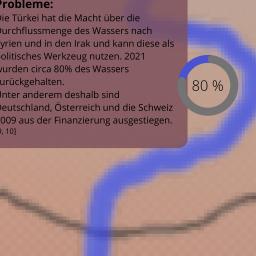 Probleme:
Die Türkei hat die Macht über die
Durchflussmenge des Wassers nach
Syrien und in den Irak und kann diese als
politisches Werkzeug nutzen. 2021
wurden circa 80% des Wassers
zurückgehalten.
Unter anderem deshalb sind
Deutschland, Österreich und die Schweiz
2009 aus der Finanzierung ausgestiegen.
, 10]
80 %